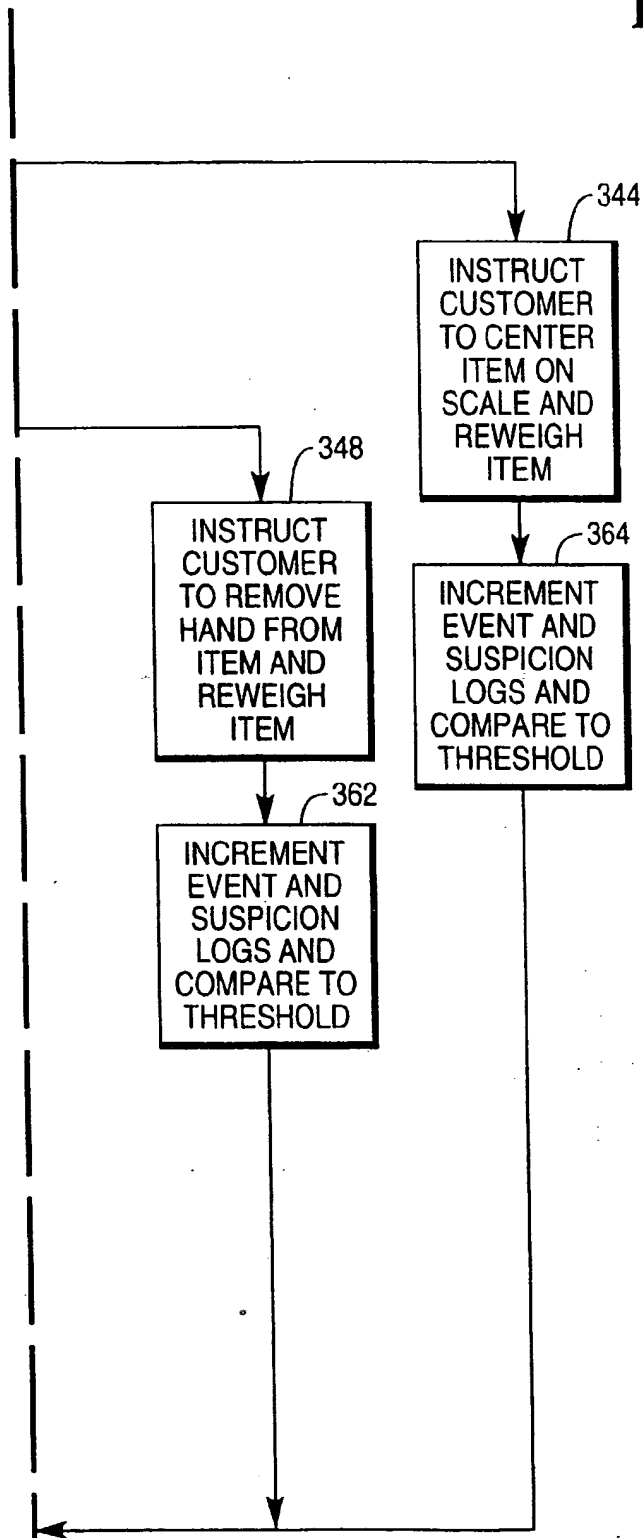 344
INSTRUCT
CUSTOMER
TO CENTER
ITEM ON
SCALE AND
REWEIGH
ITEM
348
INSTRUCT
CUSTOMER
TO REMOVE
HAND FROM
ITEM AND
REWEIGH
ITEM
364
INCREMENT
EVENT AND
SUSPICION
LOGS AND
COMPARE TO
THRESHOLD
362
INCREMENT
EVENT AND
SUSPICION
LOGS AND
COMPARE TO
THRESHOLD